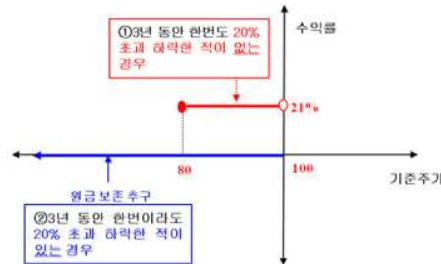 ①3년 동안 한번도 20%
초과 하락한 적이 없는
경우
수익률
21%
80
100
기준주가
원금보존추구
②3년 동안 한번이라도
20% 초과 하락한 적이
있는 경우